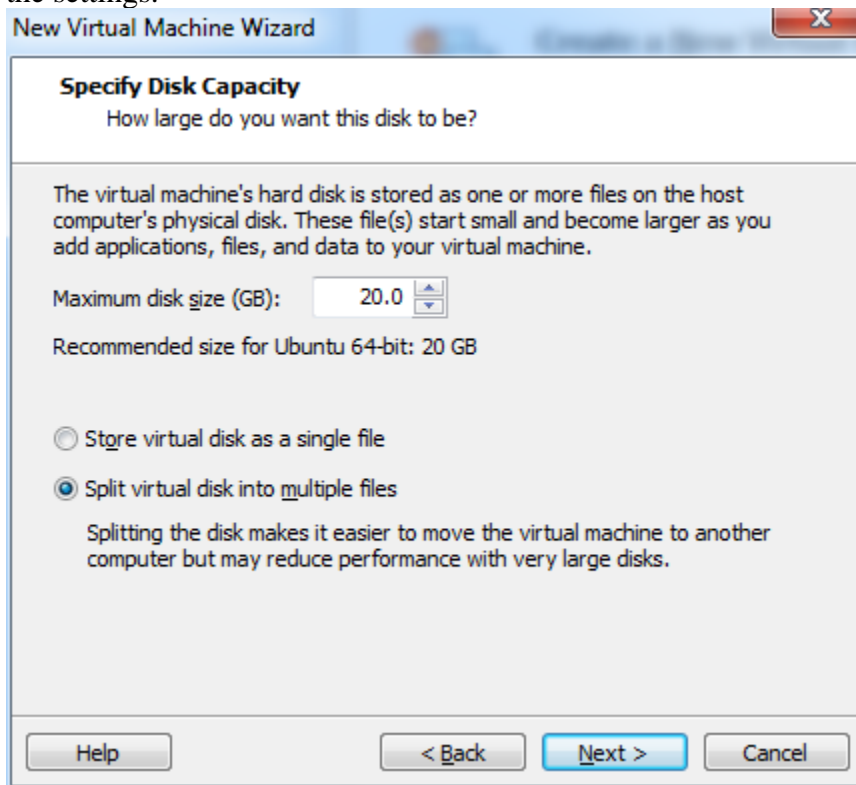 the settings.
New Virtual Machine Wizard
Specify Disk Capacity
How large do you want this disk to be?
The virtual machine's hard disk is stored as one or more files on the host
computer's physical disk. These file(s) start small and become larger as you
add applications, files, and data to your virtual machine.
Maximum disk size (GB): 20.0
Recommended size for Ubuntu 64-bit: 20 GB
Store virtual disk as a single file
Split virtual disk into multiple files
Splitting the disk makes it easier to move the virtual machine to another
computer but may reduce performance with very large disks.
Help < Back Next > Cancel